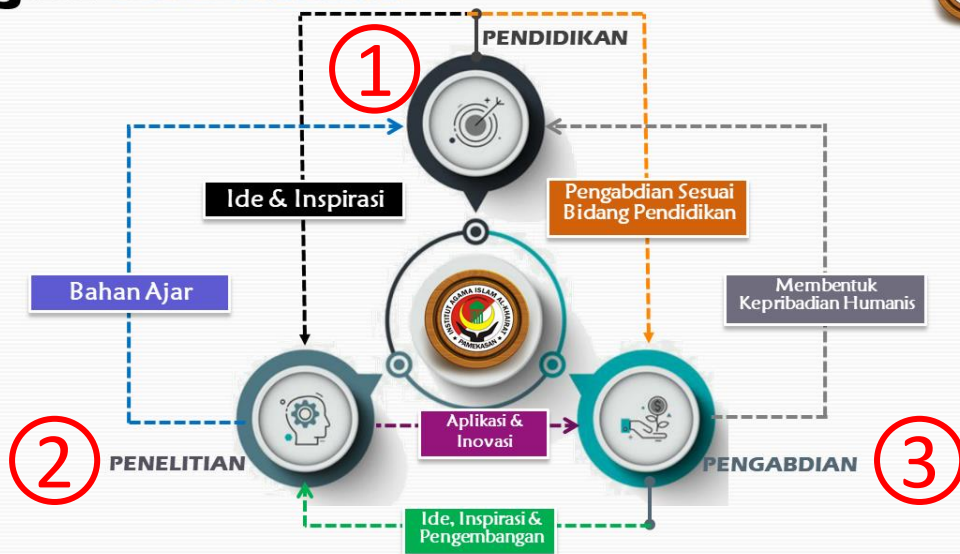 PENDIDIKAN
1
Ide & Inspirasi
Pengabdian Sesuai
Bidang Pendidikan
Bahan Ajar
Membentuk
Kepribadian Humanis
INSTITUT AGAMA ISLAM AL-KHAIRAT
PAMEKASAN
Aplikasi &
Inovasi
2
PENELITIAN
PENGABDIAN
3
Ide, Inspirasi &
Pengembangan